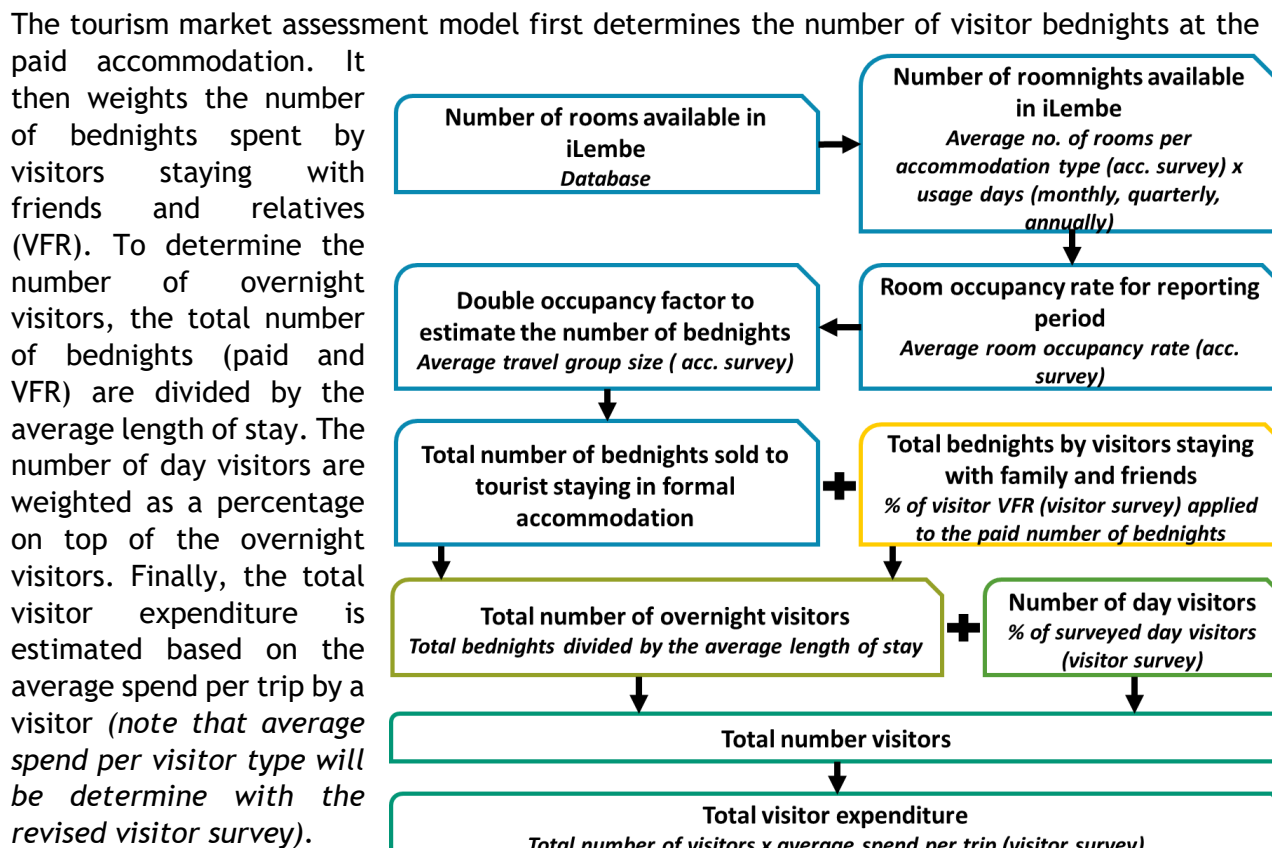 The tourism market assessment model first determines the number of visitor bednights at the
paid accommodation. It
then weights the number
of bednights spent by
visitors staying with
friends and relatives
(VFR). To determine the
number of overnight
visitors, the total number
of bednights (paid and
VFR) are divided by the
average length of stay. The
number of day visitors are
weighted as a percentage
on top of the overnight
visitors. Finally, the total
visitor expenditure is
estimated based on the
average spend per trip by a
visitor (note that average
spend per visitor type will
be determine with the
revised visitor survey).
Number of rooms available in
iLembe
Database
Number of roomnights available
in iLembe
Average no. of rooms per
accommodation type (acc. survey) x
usage days (monthly, quarterly,
annually)
Double occupancy factor to
estimate the number of bednights
Average travel group size ( acc. survey)
Room occupancy rate for reporting
period
Average room occupancy rate (acc.
survey)
Total number of bednights sold to
tourist staying in formal
accommodation
Total bednights by visitors staying
with family and friends
% of visitor VFR (visitor survey) applied
to the paid number of bednights
Total number of overnight visitors
Total bednights divided by the average length of stay
Number of day visitors
% of surveyed day visitors
(visitor survey)
Total number visitors
Total visitor expenditure
Total number of visitors x average spend per trip (visitor survey)